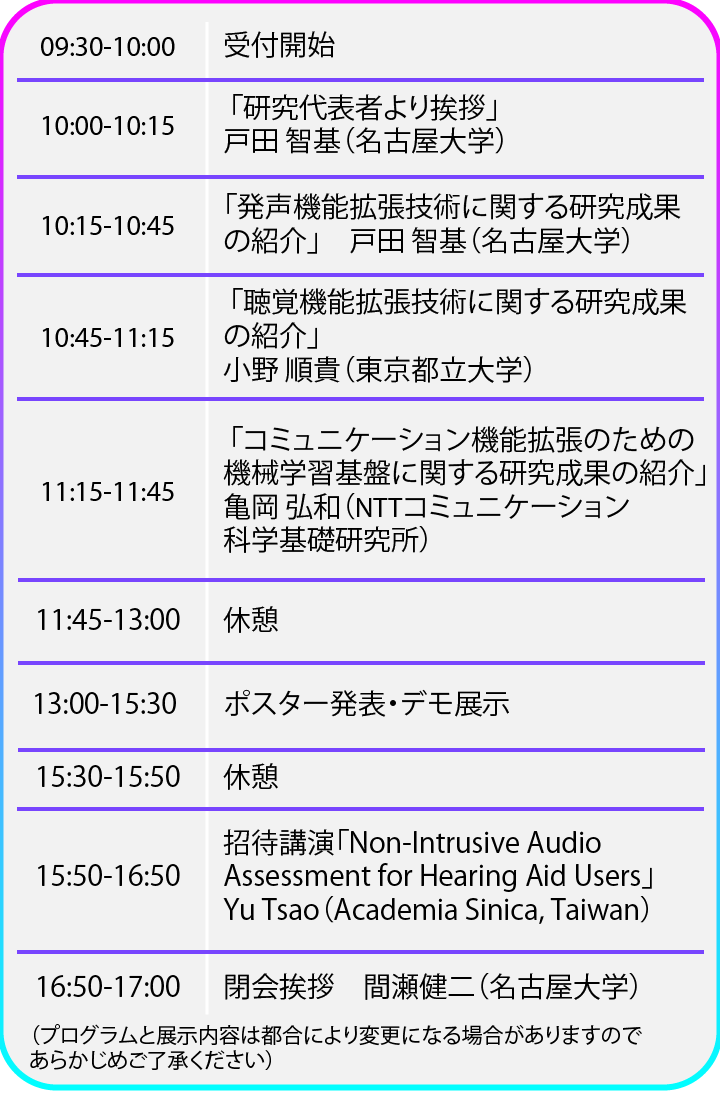 09:30-10:00 受付開始
10:00-10:15 「研究代表者より挨拶」
戸田 智基（名古屋大学）
10:15-10:45 「発声機能拡張技術に関する研究成果
の紹介」　戸田 智基（名古屋大学）
10:45-11:15 「聴覚機能拡張技術に関する研究成果
の紹介」
小野 順貴（東京都立大学）
11:15-11:45 「コミュニケーション機能拡張のための
機械学習基盤に関する研究成果の紹介」
亀岡 弘和（NTTコミュニケーション
科学基礎研究所）
11:45-13:00 休憩
13:00-15:30 ポスター発表・デモ展示
15:30-15:50 休憩
15:50-16:50 招待講演「Non-Intrusive Audio
Assessment for Hearing Aid Users」
Yu Tsao（Academia Sinica, Taiwan）
16:50-17:00 閉会挨拶　間瀬健二（名古屋大学）
（プログラムと展示内容は都合により変更になる場合がありますので
あらかじめご了承ください）